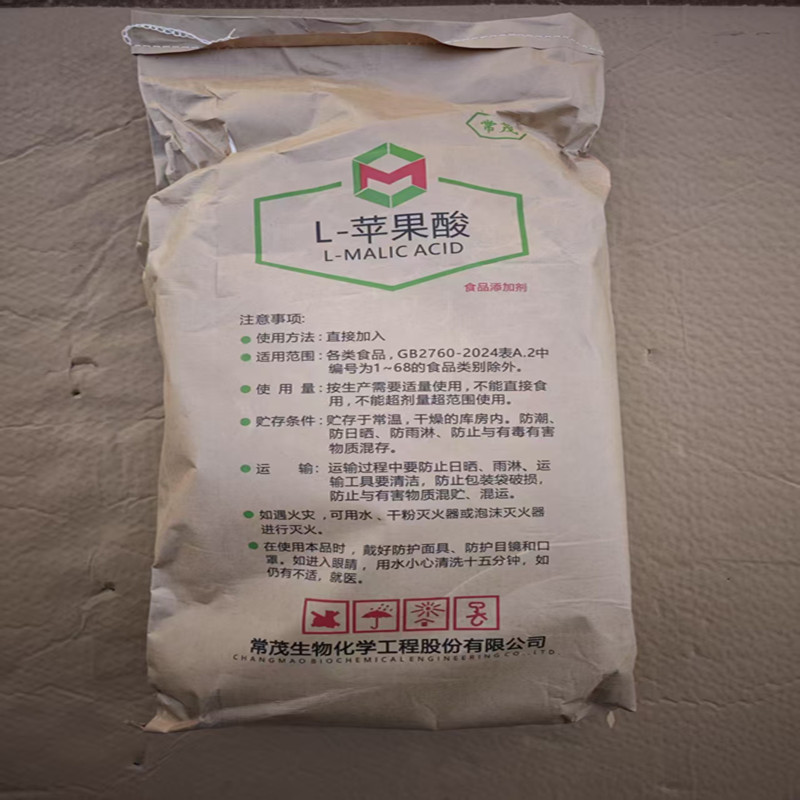 常茂
L-苹果酸
L-MALIC ACID
食品添加剂
注意事项:
使用方法：直接加入
适用范围：各类食品，GB2760-2024表A.2中
编号为1~68的食品类别除外。
使用量：按生产需要适量使用，不能直接食
用，不能超剂量超范围使用。
贮存条件：贮存于常温，干燥的库房内。防潮、
防日晒、防雨淋、防止与有毒有害
物质混存。
运输：运输过程中要防止日晒、雨淋、运
输工具要清洁，防止包装袋破损，
防止与有害物质混贮、混运。
如遇火灾，可用水、干粉灭火器或泡沫灭火器
进行灭火。
在使用本品时，戴好防护面具、防护目镜和口
罩。如进入眼睛，用水小心清洗十五分钟，如
仍有不适，就医。
常茂生物化学工程股份有限公司
CHANGMAO BIOCHEMICAL ENGINEERING CO., LTD.